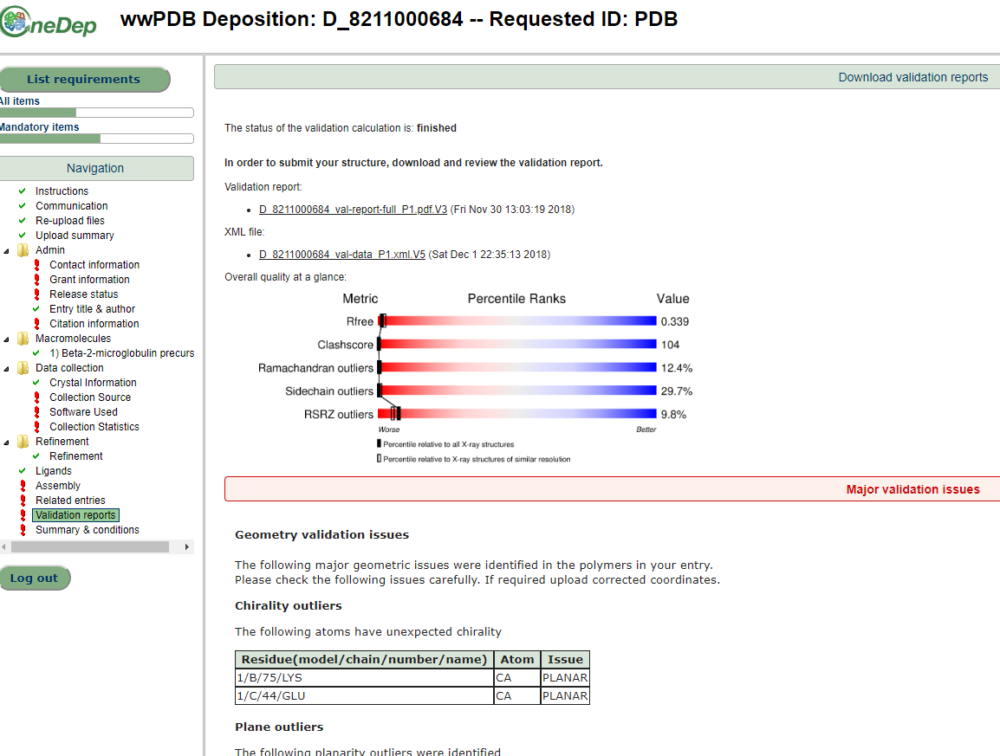 neDep
wwPDB Deposition: D_8211000684 -- Requested ID: PDB
List requirements
All items
Mandatory items
Navigation
Instructions
Communication
Re-upload files
Upload summary
Admin
Contact information
Grant information
Release status
Entry title & author
Citation information
Macromolecules
1) Beta-2-microglobulin precurs
Data collection
Crystal Information
Collection Source
Software Used
Collection Statistics
Refinement
Refinement
Ligands
Assembly
Related entries
Validation reports
Summary & conditions
Log out
Download validation reports
The status of the validation calculation is: finished
In order to submit your structure, download and review the validation report.
Validation report:
D_8211000684_val-report-full_P1.pdf.V3 (Fri Nov 30 13:03:19 2018)
XML file:
D_8211000684_val-data_P1.xml.V5 (Sat Dec 1 22:35:13 2018)
Overall quality at a glance:
Metric Percentile Ranks Value
Rfree 0.339
Clashscore 104
Ramachandran outliers 12.4%
Sidechain outliers 29.7%
RSRZ outliers 9.8%
Worse Better
Percentile relative to all X-ray structures
Percentile relative to X-ray structures of similar resolution
Major validation issues
Geometry validation issues
The following major geometric issues were identified in the polymers in your entry.
Please check the following issues carefully. If required upload corrected coordinates.
Chirality outliers
The following atoms have unexpected chirality
Residue(model/chain/number/name) Atom Issue
1/B/75/LYS CA PLANAR
1/C/44/GLU CA PLANAR
Plane outliers
The following planarity outliers were identified